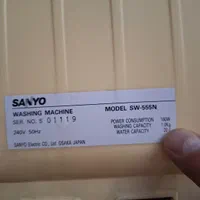 SANYO
WASHING MACHINE
MODEL SW-555N
SER NO. S 01119
POWER CONSUMPTION
WASHING CAPACITY
WATER CAPACITY
240V 50Hz
SANYO Electric Co., Ltd. OSAKA JAPAN